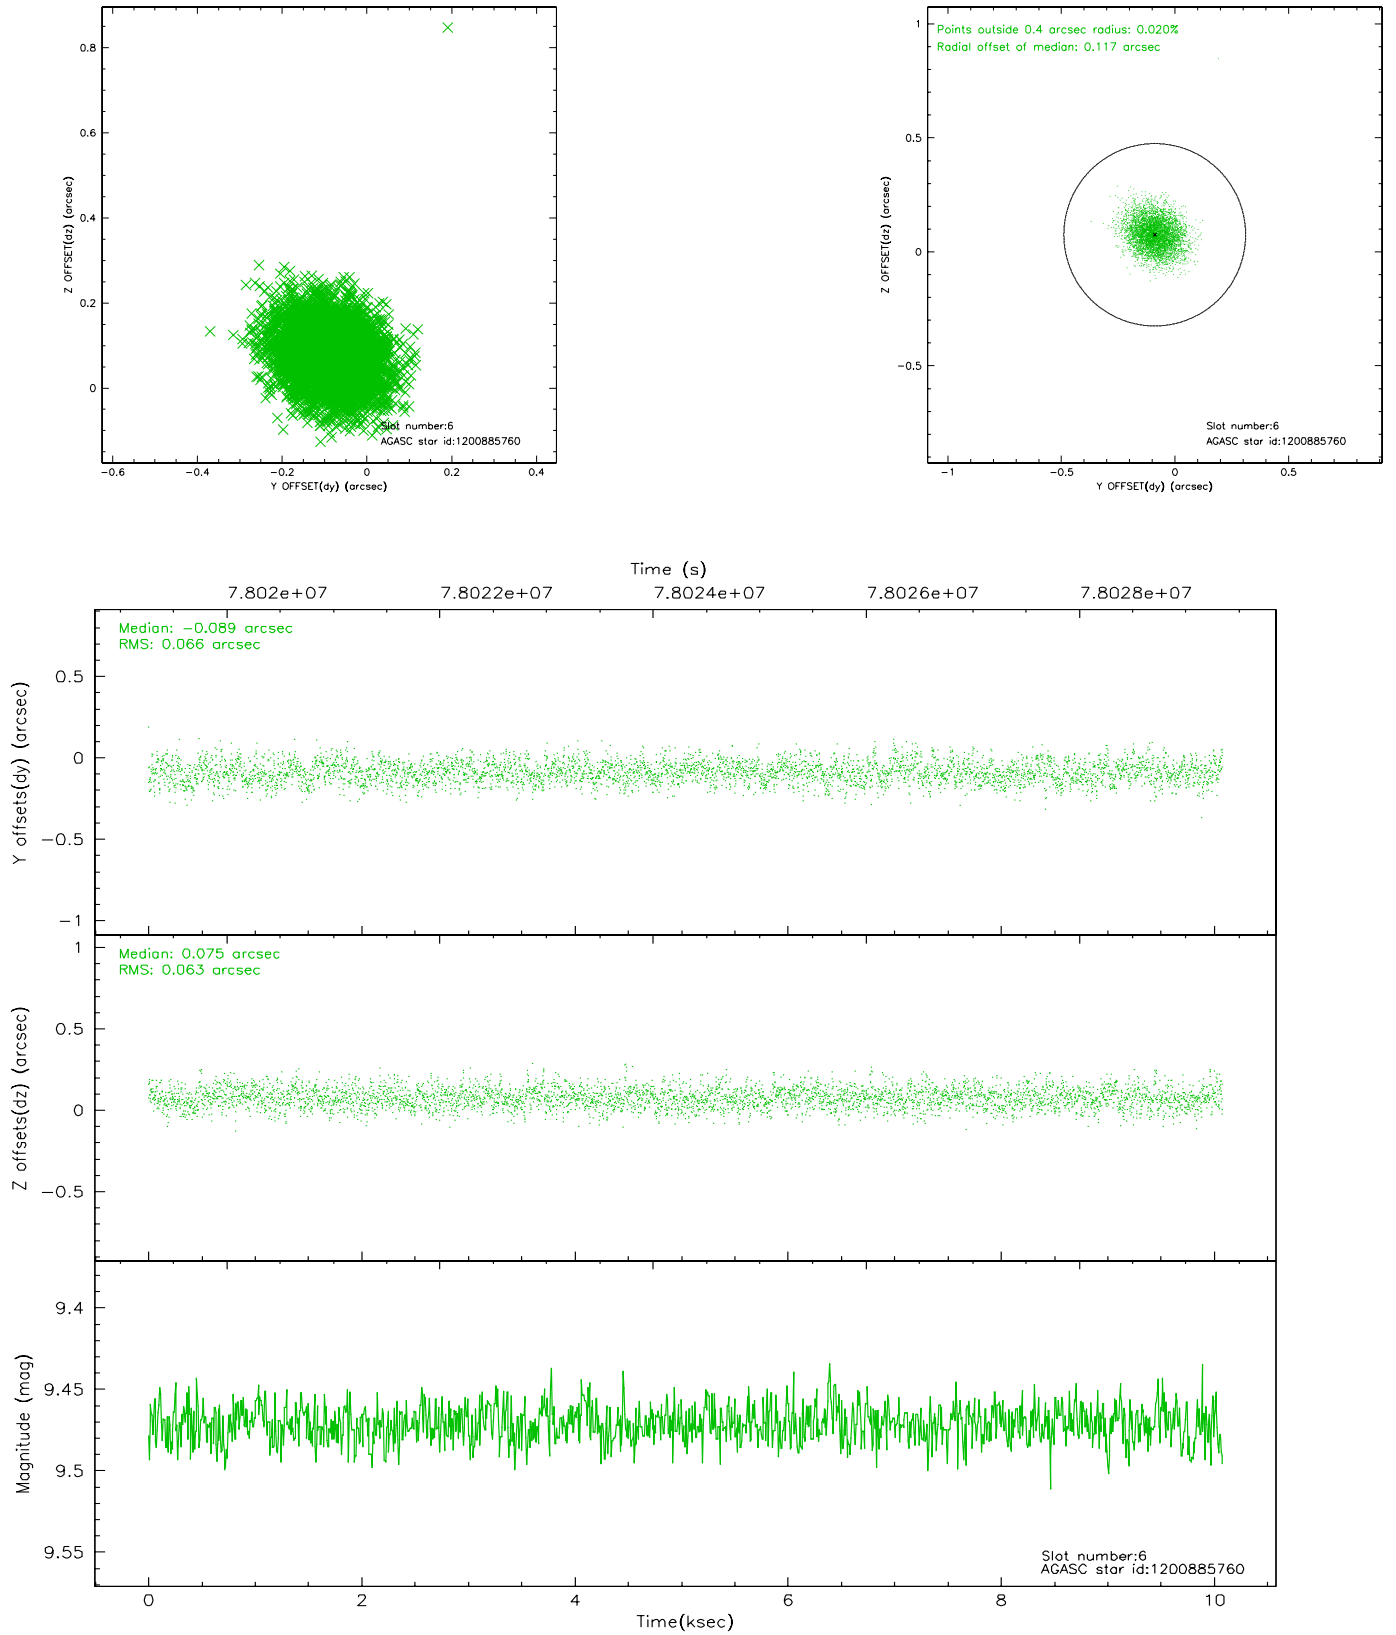 0.8
0.6
0.4
0.2
0
Z OFFSET(dz) (arcsec)
−0.6 −0.4 −0.2 0 0.2 0.4
Y OFFSET(dy) (arcsec)
Slot number:6
AGASC star id:1200885760
Points outside 0.4 arcsec radius: 0.020%
Radial offset of median: 0.117 arcsec
1
0.5
0
−0.5
Z OFFSET(dz) (arcsec)
−1 −0.5 0 0.5
Y OFFSET(dy) (arcsec)
Slot number:6
AGASC star id:1200885760
Time (s)
7.802e+07 7.8022e+07 7.8024e+07 7.8026e+07 7.8028e+07
Median: −0.089 arcsec
RMS: 0.066 arcsec
0.5
0
−0.5
−1
Y offsets(dy) (arcsec)
Median: 0.075 arcsec
RMS: 0.063 arcsec
1
0.5
0
−0.5
Z offsets(dz) (arcsec)
9.4
9.45
9.5
9.55
Magnitude (mag)
Slot number:6
AGASC star id:1200885760
0 2 4 6 8 10
Time(ksec)